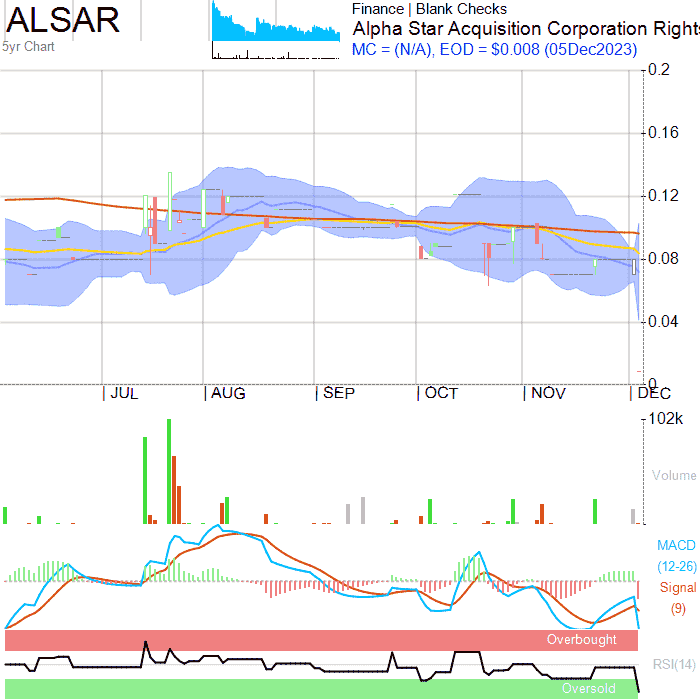 ALSAR
5yr Chart
Finance | Blank Checks
Alpha Star Acquisition Corporation Rights
MC = (N/A), EOD = $0.008 (05Dec2023)
0.2
0.16
0.12
0.08
0.04
0
JUL
AUG
SEP
OCT
NOV
DEC
102k
Volume
MACD
(12-26)
Signal
(9)
Overbought
RSI(14)
Oversold